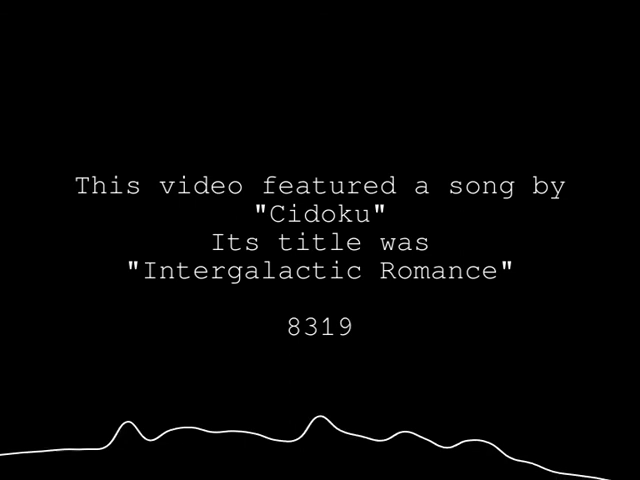 This video featured a song by
"Cidoku"
Its title was
"Intergalactic Romance"
8319